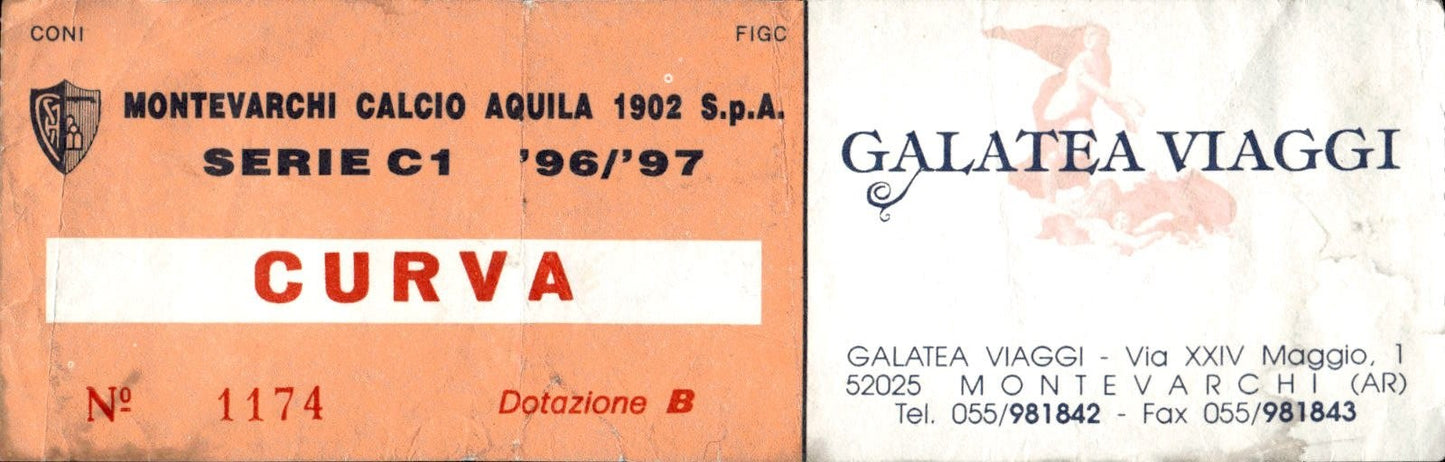 CONI FIGC
MONTEVARCHI CALCIO AQUILA 1902 S.p.A.
SERIE C1 '96/'97
CURVA
Nº 1174 Dotazione B
GALATEA VIAGGI
GALATEA VIAGGI - Via XXIV Maggio, 1
52025 MONTEVARCHI (AR)
Tel. 055/981842 - Fax 055/981843